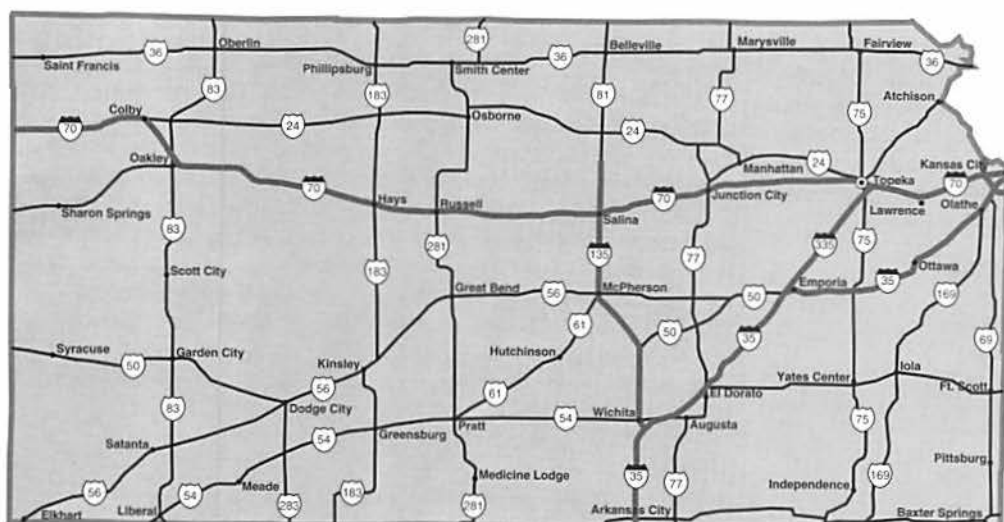 281
36
Oberlin
Belleville
Marysville
Fairview
Saint Francis
Phillipsburg
Smith Center
36
36
83
183
81
77
75
Atchison
Colby
70
24
Osborne
24
Oakley
Manhattan
24
Kansas City
70
Topeka
70
Sharon Springs
Hays
Russell
70
Junction City
Lawrence
Olathe
Salina
83
281
135
77
335
75
Scott City
183
Ottawa
Great Bend
56
McPherson
50
Emporia
35
169
61
50
Syracuse
Garden City
Hutchinson
35
69
50
Kinsley
Iola
56
61
El Dorato
Yates Center
Ft. Scott
83
Dodge City
Wichita
54
Augusta
75
Satanta
54
Greensburg
Pratt
Pittsburg
56
54
Meade
183
Medicine Lodge
35
77
Independence
169
Elkhart
Liberal
283
281
Arkansas City
Baxter Springs